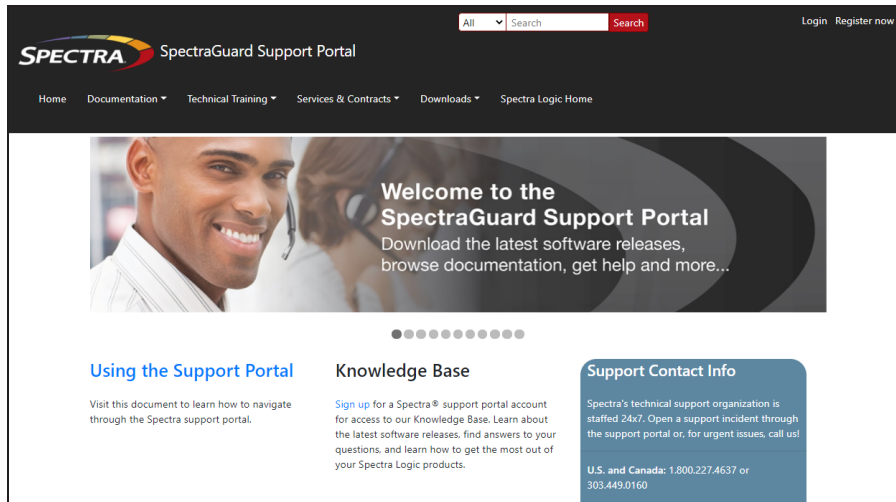 All Search Search Login Register now
SPECTRA SpectraGuard Support Portal
Home Documentation Technical Training Services & Contracts Downloads Spectra Logic Home
Welcome to the
SpectraGuard Support Portal
Download the latest software releases,
browse documentation, get help and more...
Using the Support Portal
Visit this document to learn how to navigate
through the Spectra support portal.
Knowledge Base
Sign up for a Spectra® support portal account
for access to our Knowledge Base. Learn about
the latest software releases, find answers to your
questions, and learn how to get the most out of
your Spectra Logic products.
Support Contact Info
Spectra's technical support organization is
staffed 24x7. Open a support incident through
the support portal or, for urgent issues, call us!
U.S. and Canada: 1.800.227.4637 or
303.449.0160